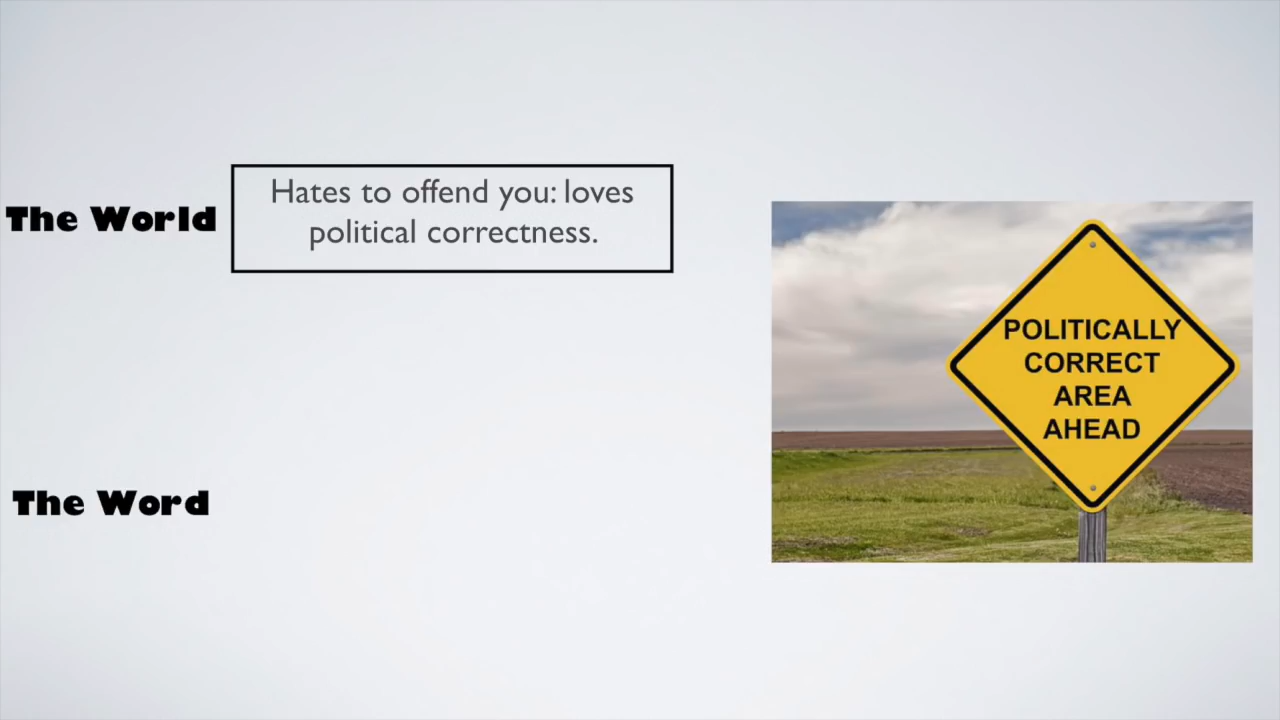 The World
Hates to offend you: loves
political correctness.
POLITICALLY
CORRECT
AREA
AHEAD
The Word